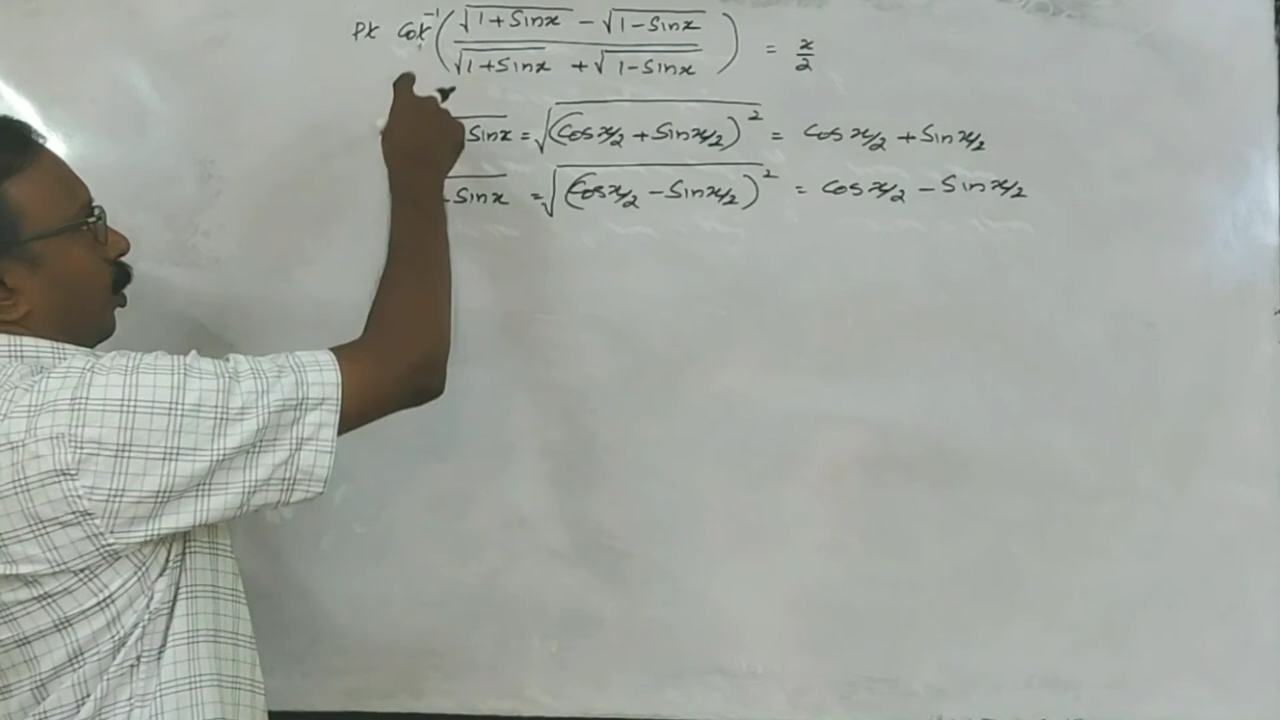 PK Cot⁻¹(√(1+Sinx) − √(1−Sinx) / √(1+Sinx) + √(1−Sinx)) = x/2
Sinx = √(Cos x/2 + Sin x/2)² = Cos x/2 + Sin x/2
- Sinx = √(Cos x/2 − Sin x/2)² = Cos x/2 − Sin x/2